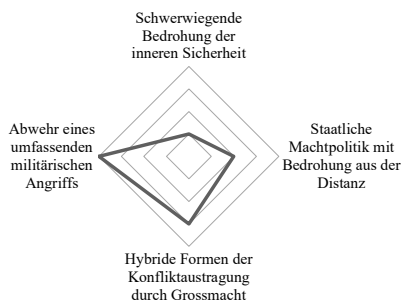 Schwerwiegende
Bedrohung der
inneren Sicherheit
Staatliche
Machtpolitik mit
Bedrohung aus der
Distanz
Hybride Formen der
Konfliktaustragung
durch Grossmacht
Abwehr eines
umfassenden
militärischen
Angriffs